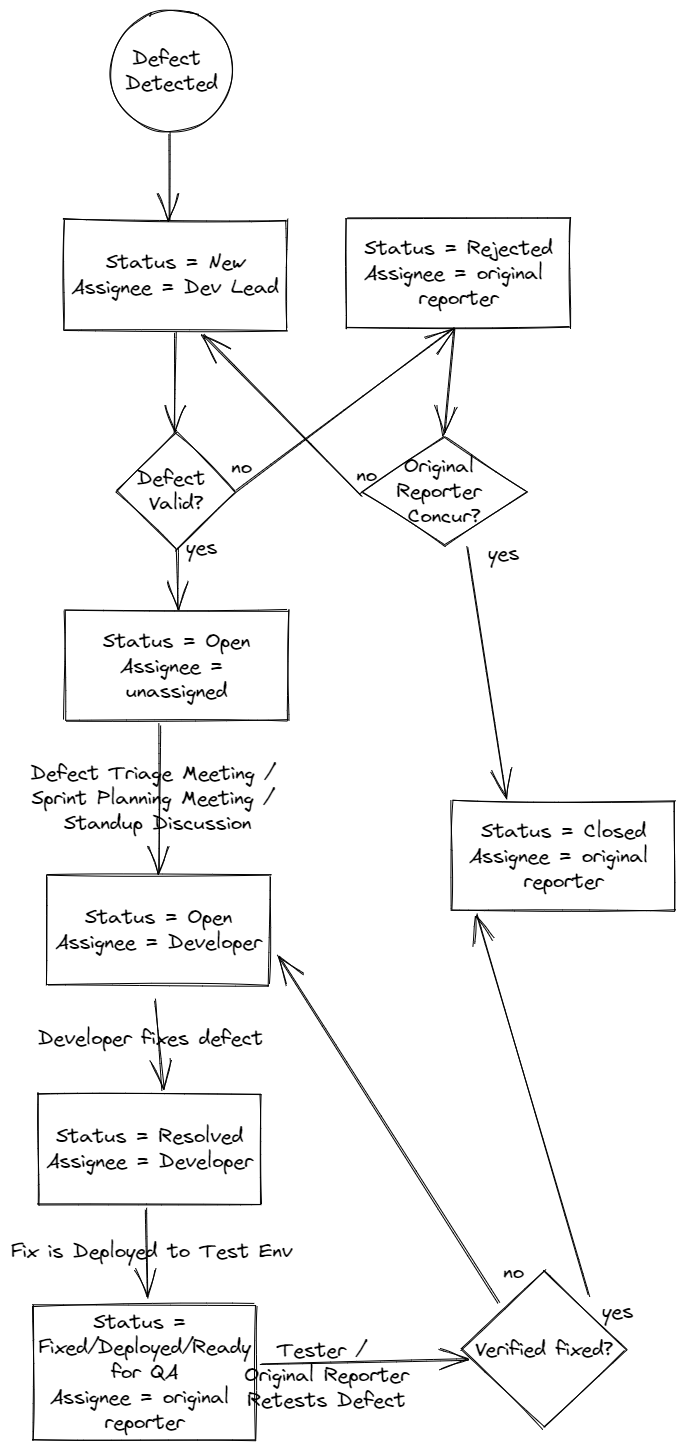 Defect
Detected
Status = New
Assignee = Dev Lead
Status = Rejected
Assignee = original
reporter
Defect
Valid?
no
no
Original
Reporter
Concur?
yes
yes
Status = Open
Assignee =
unassigned
Defect Triage Meeting /
Sprint Planning Meeting /
Standup Discussion
Status = Closed
Assignee = original
reporter
Status = Open
Assignee = Developer
Developer fixes defect
Status = Resolved
Assignee = Developer
Fix is Deployed to Test Env
no
yes
Status =
Fixed/Deployed/Ready
for QA
Assignee = original
reporter
Tester /
Original Reporter
Retests Defect
Verified fixed?